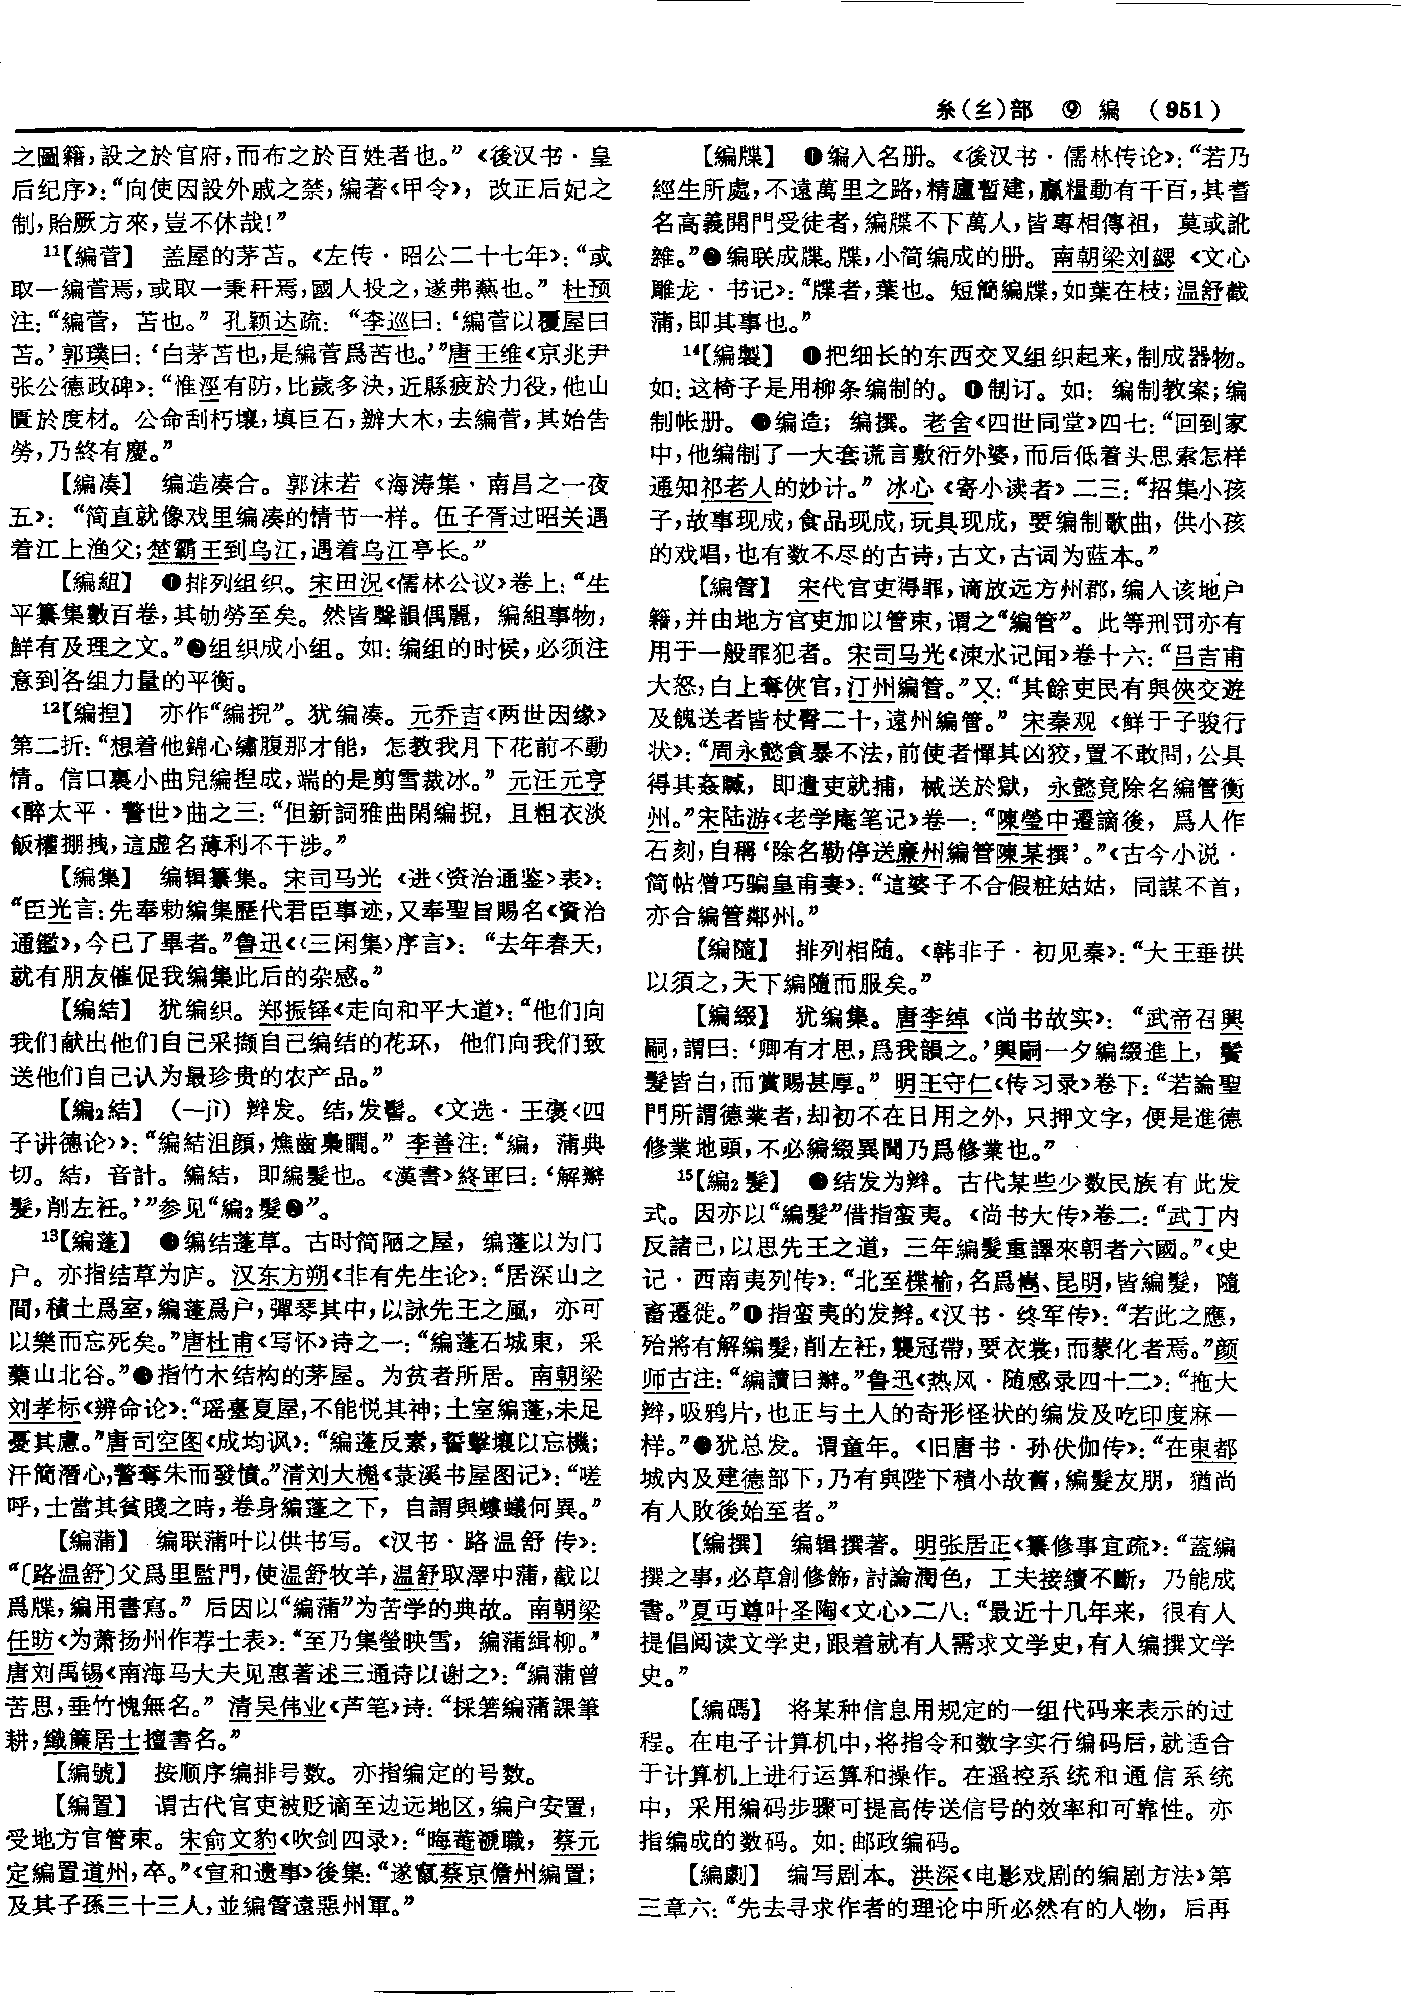 糸(纟)部 ⑨ 编 (951)
之圖籍,設之於官府,而布之於百姓者也。”《後汉书·皇
后纪序》:“向使因設外戚之禁,編著《甲令》,改正后妃之
制,貽厥方來,豈不休哉!”
11【编菅】 盖屋的茅苫。《左传·昭公二十七年》:“或
取一編菅焉,或取一秉秆焉,國人投之,遂弗爇也。”杜预
注:“編菅,苫也。”孔颖达疏:“李巡曰:‘編菅以覆屋曰
苫。’郭璞曰:‘白茅苫也,是編菅爲苫也。’”唐王维《京兆尹
张公德政碑》:“惟涇有防,比歲多決,近縣疲於力役,他山
匱於度材。公命刮朽壤,填巨石,辦大木,去編菅,其始告
勞,乃終有慶。”
【编凑】 编造凑合。郭沫若《海涛集·南昌之一夜
五》:“简直就像戏里编凑的情节一样。伍子胥过昭关遇
着江上渔父;楚霸王到乌江,遇着乌江亭长。”
【編組】 ❶排列组织。宋田况《儒林公议》卷上:“生
平纂集數百卷,其劬勞至矣。然皆聲韻偶麗,編組事物,
鮮有及理之文。”❷组织成小组。如:编组的时候,必须注
意到各组力量的平衡。
12【编捏】 亦作“编揑”。犹编凑。元乔吉《两世因缘》
第二折:“想着他錦心繡腹那才能,怎教我月下花前不動
情。信口裏小曲兒編捏成,端的是剪雪裁冰。”元汪元亨
《醉太平·警世》曲之三:“但新詞雅曲閑編揑,且粗衣淡
飯權掤拽,這虚名薄利不干涉。”
【编集】 编辑纂集。宋司马光《进〈资治通鉴〉表》:
“臣光言:先奉勅編集歷代君臣事迹,又奉聖旨賜名《資治
通鑑》,今已了畢者。”鲁迅《〈三闲集〉序言》:“去年春天,
就有朋友催促我编集此后的杂感。”
【编結】 犹编织。郑振铎《走向和平大道》:“他们向
我们献出他们自己采撷自己编结的花环,他们向我们致
送他们自己认为最珍贵的农产品。”
【编2結】 (—jì) 辫发。结,发髻。《文选·王褒〈四
子讲德论〉》:“編結沮顔,燋齒梟瞷。”李善注:“編,蒲典
切。結,音計。編結,即編髮也。《漢書》終軍曰:‘解辮
髮,削左衽。’”参见“编2髮❷”。
13【编蓬】 ❶编结蓬草。古时简陋之屋,编蓬以为门
户。亦指结草为庐。汉东方朔《非有先生论》:“居深山之
間,積土爲室,編蓬爲户,彈琴其中,以詠先王之風,亦可
以樂而忘死矣。”唐杜甫《写怀》诗之一:“編蓬石城東,采
藥山北谷。”❷指竹木结构的茅屋。为贫者所居。南朝梁
刘孝标《辨命论》:“瑶臺夏屋,不能悦其神;土室編蓬,未足
憂其慮。”唐司空图《成均讽》:“編蓬反素,誓擊壤以忘機;
汗簡潛心,警奪朱而發憤。”清刘大櫆《菉溪书屋图记》:“嗟
呼,士當其貧賤之時,卷身編蓬之下,自謂與螻蟻何異。”
【编蒲】 编联蒲叶以供书写。《汉书·路温舒传》:
“〔路温舒〕父爲里監門,使温舒牧羊,温舒取澤中蒲,截以
爲牒,編用書寫。”后因以“编蒲”为苦学的典故。南朝梁
任昉《为萧扬州作荐士表》:“至乃集螢映雪,編蒲缉柳。”
唐刘禹锡《南海马大夫见惠著述三通诗以谢之》:“編蒲曾
苦思,垂竹愧無名。”清吴伟业《芦笔》诗:“採箬編蒲課筆
耕,織簾居士擅書名。”
【编號】 按顺序编排号数。亦指编定的号数。
【编置】 谓古代官吏被贬谪至边远地区,编户安置,
受地方官管束。宋俞文豹《吹剑四录》:“晦菴褫職,蔡元
定編置道州,卒。”《宣和遗事》後集:“遂竄蔡京儋州編置;
及其子孫三十三人,並編管遠惡州軍。”
【编牒】 ❶编入名册。《後汉书·儒林传论》:“若乃
經生所處,不遠萬里之路,精廬暫建,贏糧動有千百,其耆
名高義開門受徒者,編牒不下萬人,皆專相傳祖,莫或訛
雜。”❷编联成牒。牒,小简编成的册。南朝梁刘勰《文心
雕龙·书记》:“牒者,葉也。短簡編牒,如葉在枝;温舒截
蒲,即其事也。”
14【编製】 ❶把细长的东西交叉组织起来,制成器物。
如:这椅子是用柳条编制的。❷制订。如:编制教案;编
制帐册。❸编造;编撰。老舍《四世同堂》四七:“回到家
中,他编制了一大套谎言敷衍外婆,而后低着头思索怎样
通知祁老人的妙计。”冰心《寄小读者》二三:“招集小孩
子,故事现成,食品现成,玩具现成,要编制歌曲,供小孩
的戏唱,也有数不尽的古诗,古文,古词为蓝本。”
【编管】 宋代官吏得罪,谪放远方州郡,编入该地户
籍,并由地方官吏加以管束,谓之“编管”。此等刑罚亦有
用于一般罪犯者。宋司马光《涑水记闻》卷十六:“吕吉甫
大怒,白上奪俠官,汀州編管。”又:“其餘吏民有與俠交遊
及餽送者皆杖臀二十,遠州編管。”宋秦观《鲜于子骏行
状》:“周永懿貪暴不法,前使者憚其凶狡,置不敢問,公具
得其姦贓,即遣吏就捕,械送於獄,永懿竟除名編管衡
州。”宋陆游《老学庵笔记》卷一:“陳瑩中遷謫後,爲人作
石刻,自稱‘除名勒停送廉州編管陳某撰’。”《古今小说·
简帖僧巧骗皇甫妻》:“這婆子不合假粧姑姑,同謀不首,
亦合編管鄰州。”
【编隨】 排列相随。《韩非子·初见秦》:“大王垂拱
以須之,天下編隨而服矣。”
【编缀】 犹编集。唐李绰《尚书故实》:“武帝召興
嗣,謂曰:‘卿有才思,爲我韻之。’興嗣一夕編缀進上,鬢
髮皆白,而賞賜甚厚。”明王守仁《传习录》卷下:“若論聖
門所謂德業者,却初不在日用之外,只押文字,便是進德
修業地頭,不必編綴異聞乃爲修業也。”
15【编2髮】 ❶结发为辫。古代某些少数民族有此发
式。因亦以“编髮”借指蛮夷。《尚书大传》卷二:“武丁内
反諸己,以思先王之道,三年編髮重譯來朝者六國。”《史
记·西南夷列传》:“北至楪榆,名爲嶲、昆明,皆編髮,隨
畜遷徙。”❷指蛮夷的发辫。《汉书·终军传》:“若此之應,
殆將有解編髮,削左衽,襲冠帶,要衣裳,而蒙化者焉。”颜
师古注:“編讀曰辮。”鲁迅《热风·随感录四十二》:“拖大
辫,吸鸦片,也正与土人的奇形怪状的编发及吃印度麻一
样。”❸犹总发。谓童年。《旧唐书·孙伏伽传》:“在東都
城内及建德部下,乃有與陛下積小故舊,編髮友朋,猶尚
有人敗後始至者。”
【编撰】 编辑撰著。明张居正《纂修事宜疏》:“蓋編
撰之事,必草創修飾,討論潤色,工夫接續不斷,乃能成
書。”夏丏尊叶圣陶《文心》二八:“最近十几年来,很有人
提倡阅读文学史,跟着就有人需求文学史,有人编撰文学
史。”
【编碼】 将某种信息用规定的一组代码来表示的过
程。在电子计算机中,将指令和数字实行编码后,就适合
于计算机上进行运算和操作。在遥控系统和通信系统
中,采用编码步骤可提高传送信号的效率和可靠性。亦
指编成的数码。如:邮政编码。
【编劇】 编写剧本。洪深《电影戏剧的编剧方法》第
三章六:“先去寻求作者的理论中所必然有的人物,后再